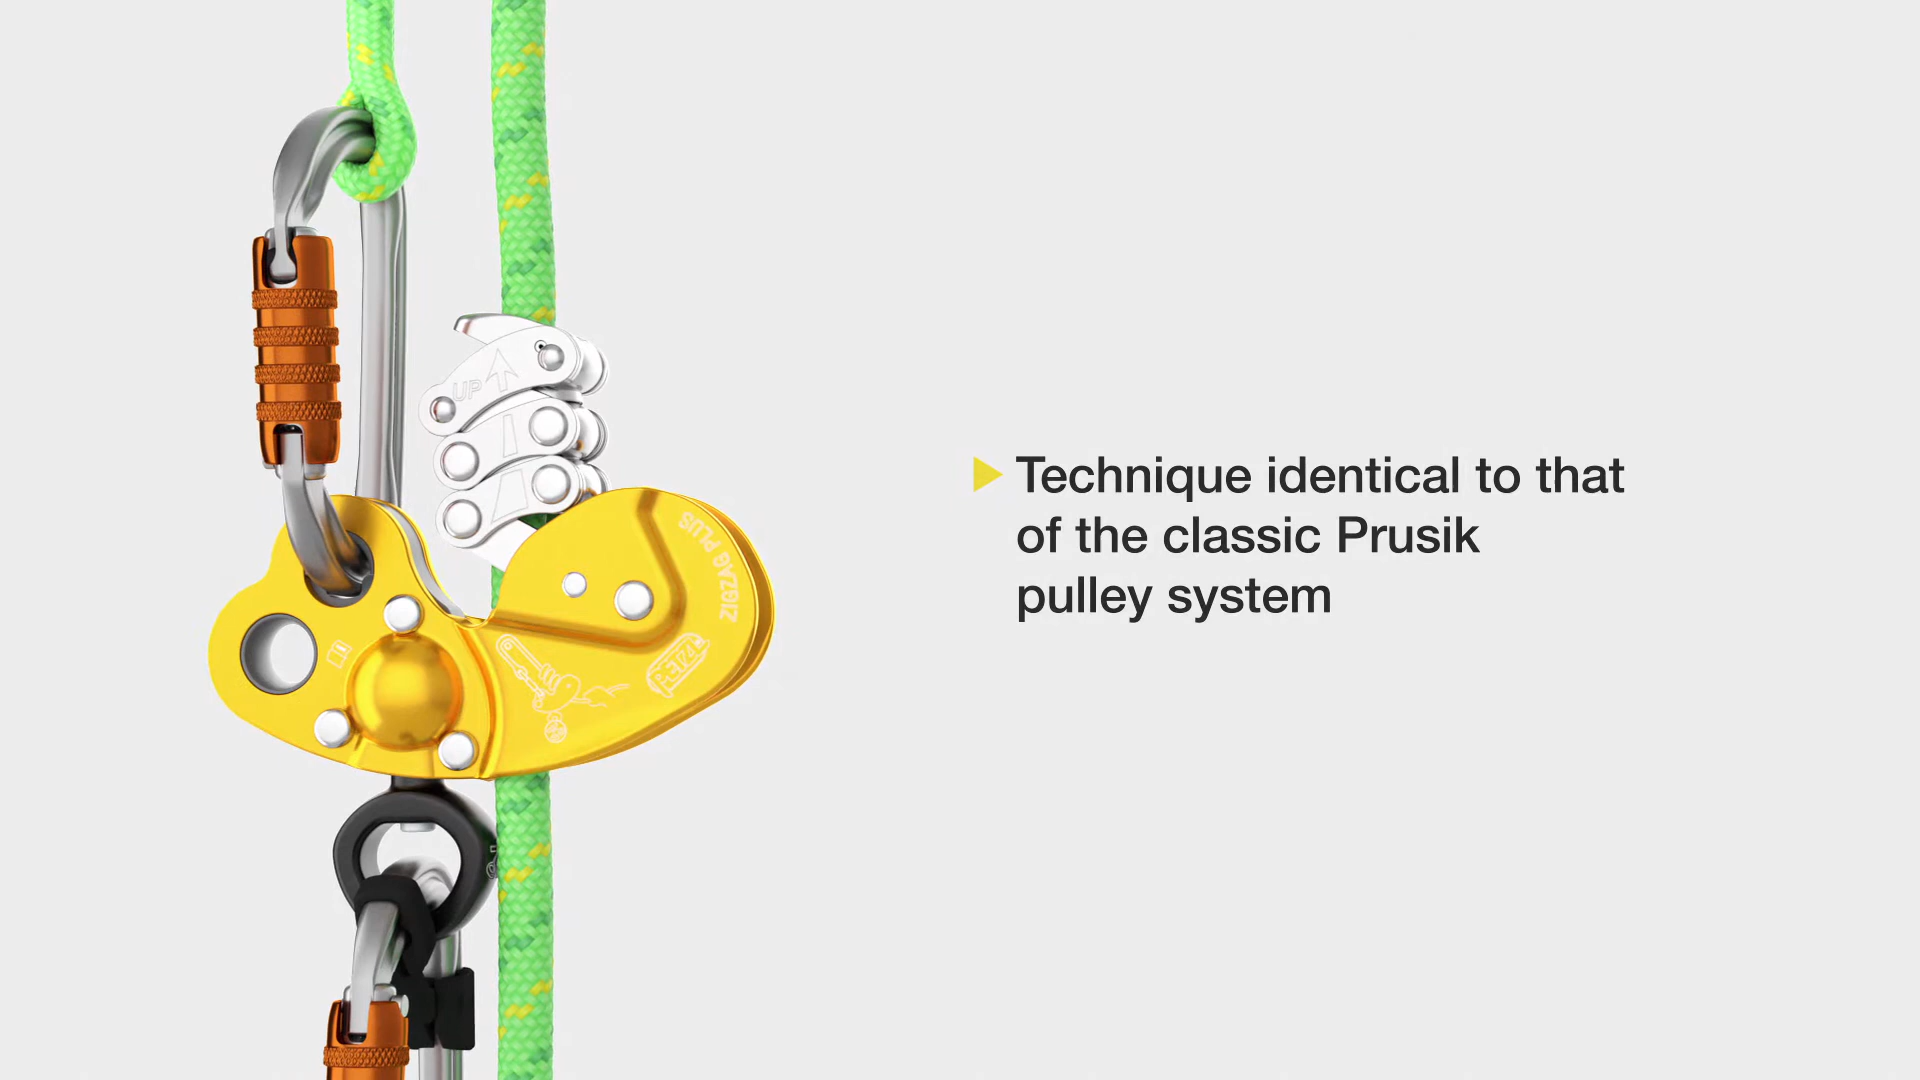 UP
ZIGZAG PLUS
PETZL
Technique identical to that
of the classic Prusik
pulley system